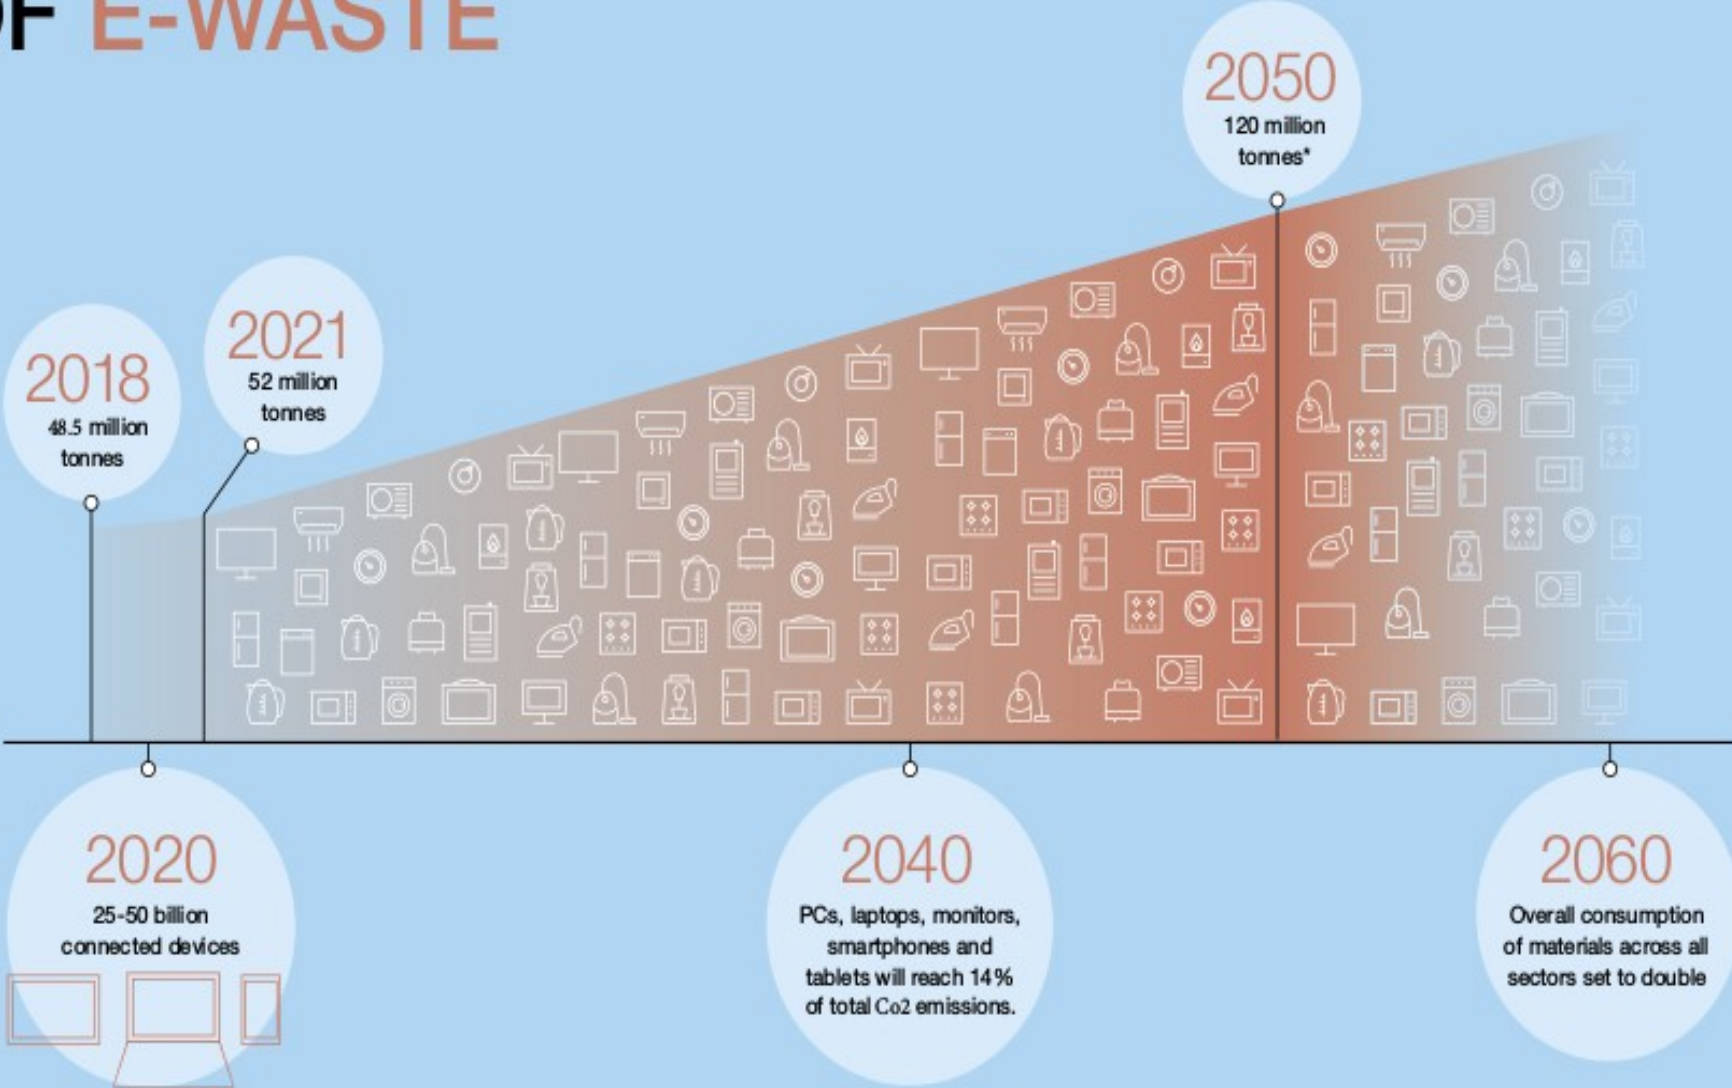 OF E-WASTE
2050
120 million
tonnes*
2018
48.5 million
tonnes
2021
52 million
tonnes
2020
25-50 billion
connected devices
2040
PCs, laptops, monitors,
smartphones and
tablets will reach 14%
of total Co2 emissions.
2060
Overall consumption
of materials across all
sectors set to double